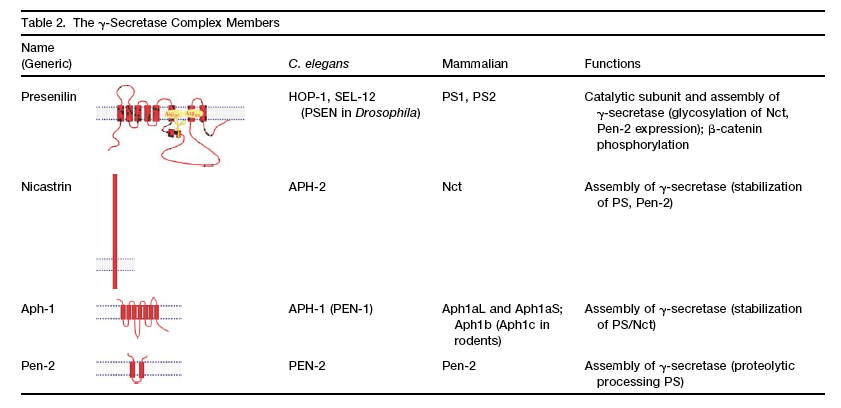 Table 2. The γ-Secretase Complex Members
Name
(Generic) C. elegans Mammalian Functions
Presenilin HOP-1, SEL-12 PS1, PS2 Catalytic subunit and assembly of
(PSEN in Drosophila) γ-secretase (glycosylation of Nct,
Pen-2 expression); β-catenin
phosphorylation
Nicastrin APH-2 Nct Assembly of γ-secretase (stabilization
of PS, Pen-2)
Aph-1 APH-1 (PEN-1) Aph1aL and Aph1aS; Assembly of γ-secretase (stabilization
Aph1b (Aph1c in of PS/Nct)
rodents)
Pen-2 PEN-2 Pen-2 Assembly of γ-secretase (proteolytic
processing PS)